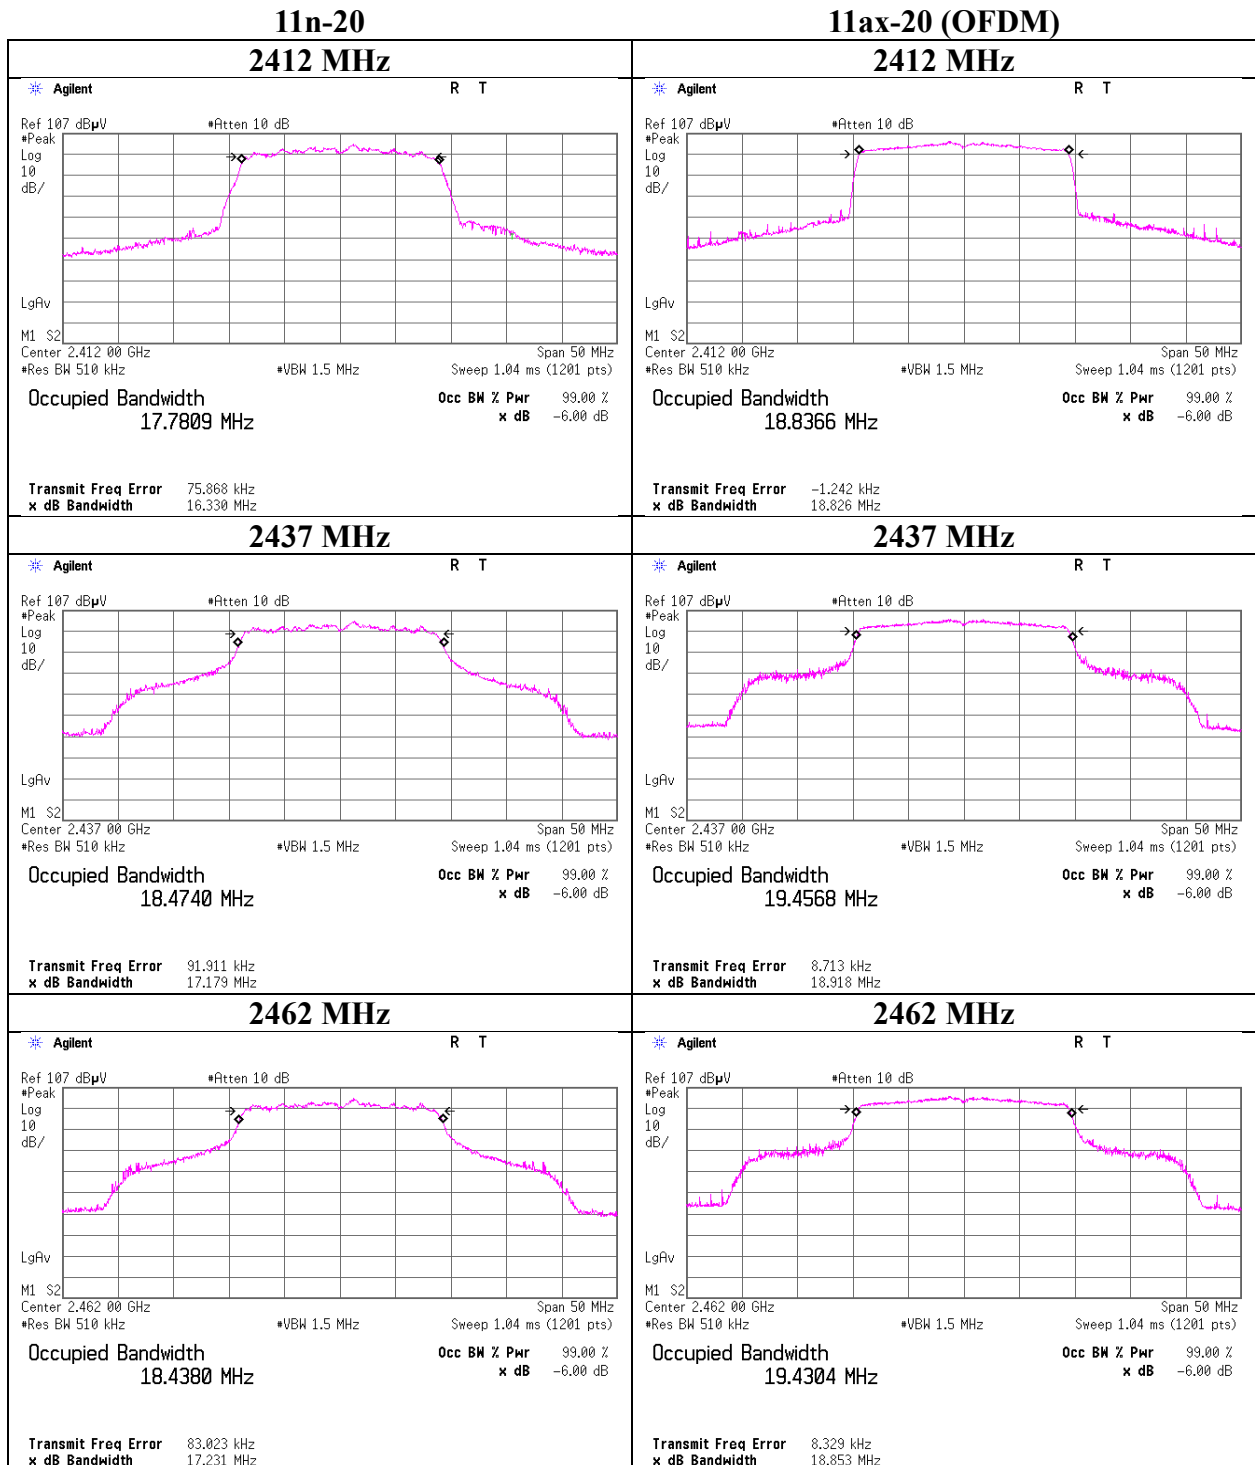 11n-20 11ax-20 (OFDM)
2412 MHz 2412 MHz
Agilent R T
Ref 107 dBµV #Atten 10 dB
#Peak
Log
10
dB/
LgAv
M1 S2
Center 2.412 00 GHz Span 50 MHz
#Res BW 510 kHz #VBW 1.5 MHz Sweep 1.04 ms (1201 pts)
Occupied Bandwidth Occ BW % Pwr 99.00 %
17.7809 MHz x dB -6.00 dB
Transmit Freq Error 75.868 kHz
x dB Bandwidth 16.330 MHz
Agilent R T
Ref 107 dBµV #Atten 10 dB
#Peak
Log
10
dB/
LgAv
M1 S2
Center 2.412 00 GHz Span 50 MHz
#Res BW 510 kHz #VBW 1.5 MHz Sweep 1.04 ms (1201 pts)
Occupied Bandwidth Occ BW % Pwr 99.00 %
18.8366 MHz x dB -6.00 dB
Transmit Freq Error -1.242 kHz
x dB Bandwidth 18.826 MHz
2437 MHz 2437 MHz
Agilent R T
Ref 107 dBµV #Atten 10 dB
#Peak
Log
10
dB/
LgAv
M1 S2
Center 2.437 00 GHz Span 50 MHz
#Res BW 510 kHz #VBW 1.5 MHz Sweep 1.04 ms (1201 pts)
Occupied Bandwidth Occ BW % Pwr 99.00 %
18.4740 MHz x dB -6.00 dB
Transmit Freq Error 91.911 kHz
x dB Bandwidth 17.179 MHz
Agilent R T
Ref 107 dBµV #Atten 10 dB
#Peak
Log
10
dB/
LgAv
M1 S2
Center 2.437 00 GHz Span 50 MHz
#Res BW 510 kHz #VBW 1.5 MHz Sweep 1.04 ms (1201 pts)
Occupied Bandwidth Occ BW % Pwr 99.00 %
19.4568 MHz x dB -6.00 dB
Transmit Freq Error 8.713 kHz
x dB Bandwidth 18.918 MHz
2462 MHz 2462 MHz
Agilent R T
Ref 107 dBµV #Atten 10 dB
#Peak
Log
10
dB/
LgAv
M1 S2
Center 2.462 00 GHz Span 50 MHz
#Res BW 510 kHz #VBW 1.5 MHz Sweep 1.04 ms (1201 pts)
Occupied Bandwidth Occ BW % Pwr 99.00 %
18.4380 MHz x dB -6.00 dB
Transmit Freq Error 83.023 kHz
x dB Bandwidth 17.231 MHz
Agilent R T
Ref 107 dBµV #Atten 10 dB
#Peak
Log
10
dB/
LgAv
M1 S2
Center 2.462 00 GHz Span 50 MHz
#Res BW 510 kHz #VBW 1.5 MHz Sweep 1.04 ms (1201 pts)
Occupied Bandwidth Occ BW % Pwr 99.00 %
19.4304 MHz x dB -6.00 dB
Transmit Freq Error 8.329 kHz
x dB Bandwidth 18.853 MHz